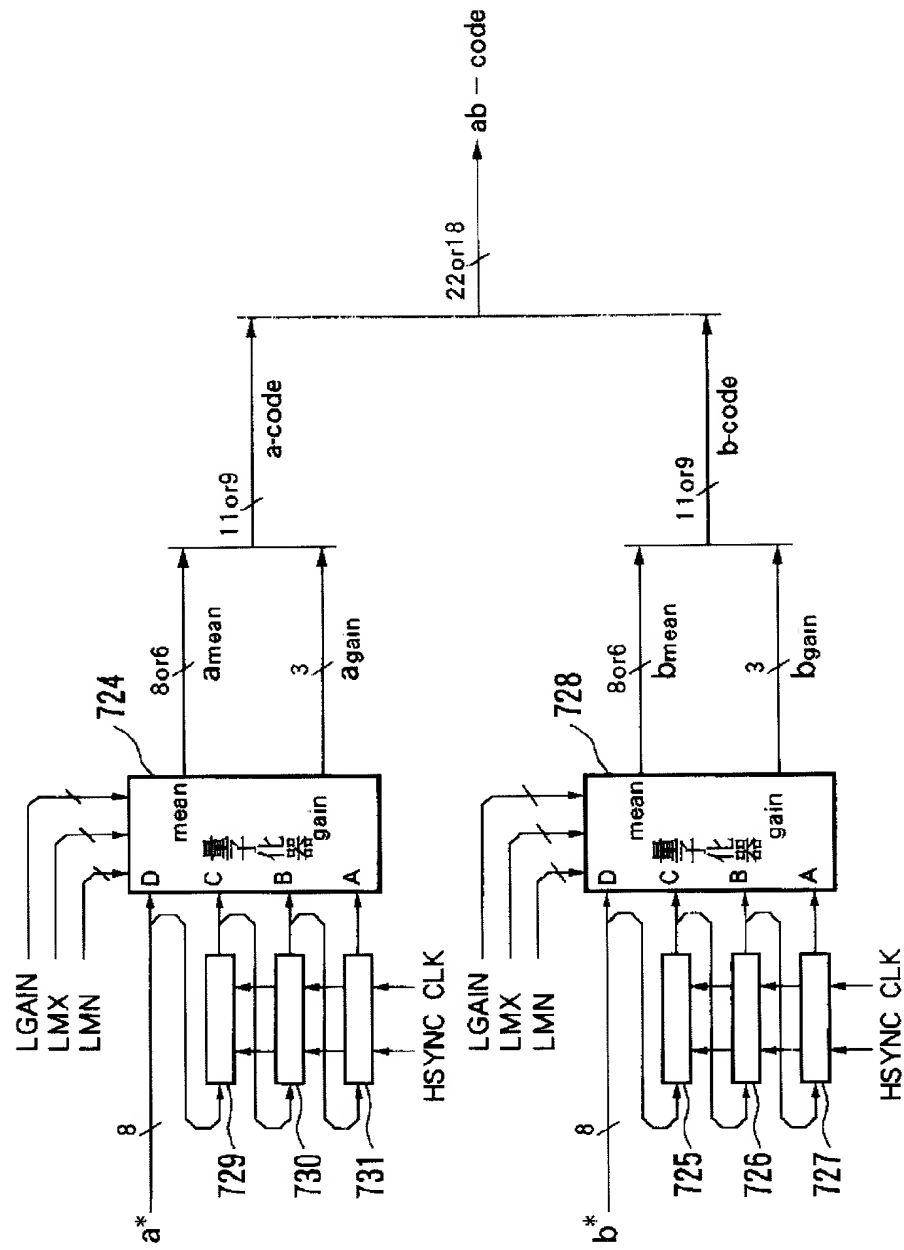 LGAIN
LMX
LMN
724
a*
8
D
C
B
A
mean
量子化器
gain
729
730
731
HSYNC CLK
8or6
amean
3
again
11or9
a-code
22or18
ab – code
LGAIN
LMX
LMN
728
b*
8
D
C
B
A
mean
量子化器
gain
725
726
727
HSYNC CLK
8or6
bmean
3
bgain
11or9
b-code